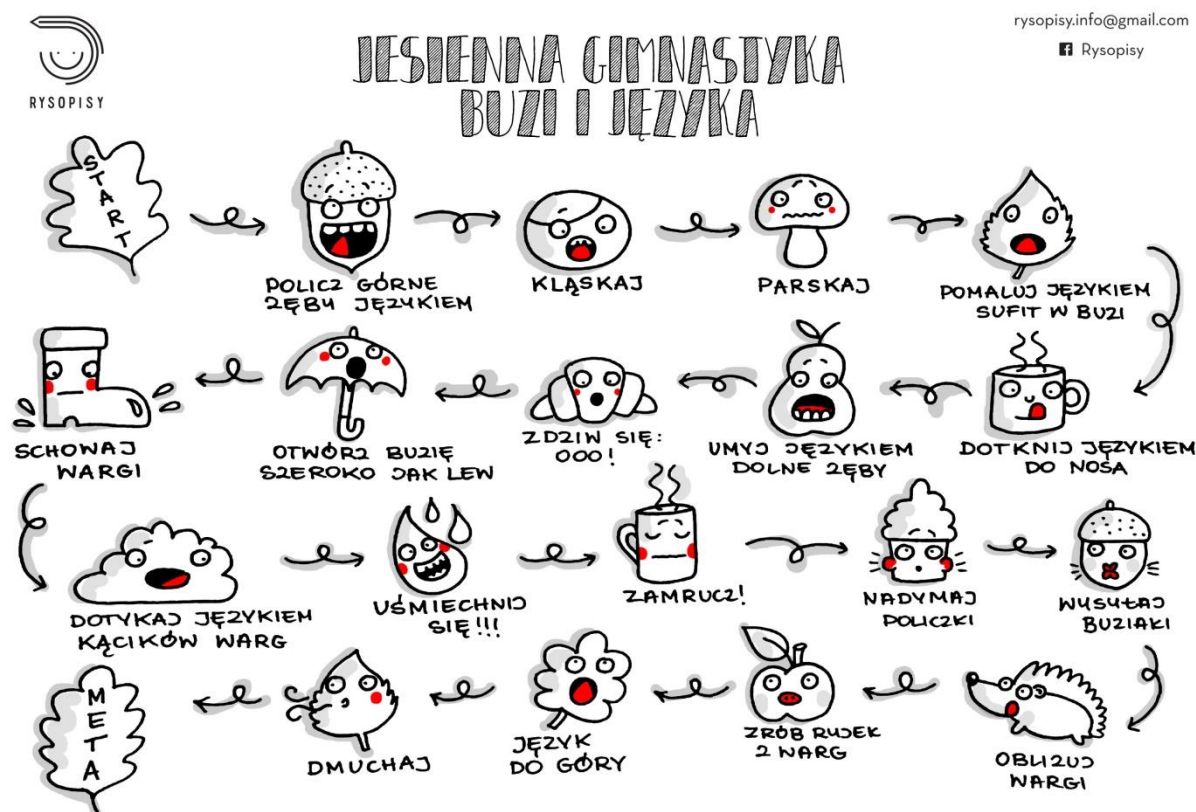 RYSOPISY
rysopisy.info@gmail.com
Rysopisy
JESIENNA GIMNASTYKA
BUZI I JĘZYKA
START
POLICZ GÓRNE
ZĘBY JĘZYKIEM
KLĄSKAJ
PARSKAJ
POMALUJ JĘZYKIEM
SUFIT W BUZI
DOTKNIJ JĘZYKIEM
DO NOSA
UMYJ JĘZYKIEM
DOLNE ZĘBY
ZDZIW SIĘ:
OOO!
OTWÓRZ BUZIĘ
SZEROKO JAK LEW
SCHOWAJ
WARGI
DOTYKAJ JĘZYKIEM
KĄCIKÓW WARG
UŚMIECHNIJ
SIĘ!!!
ZAMRUCZ!
NADYMAJ
POLICZKI
WYSYŁAJ
BUZIAKI
OBLIZUJ
WARGI
ZRÓB RYJEK
Z WARG
JĘZYK
DO GÓRY
DMUCHAJ
META